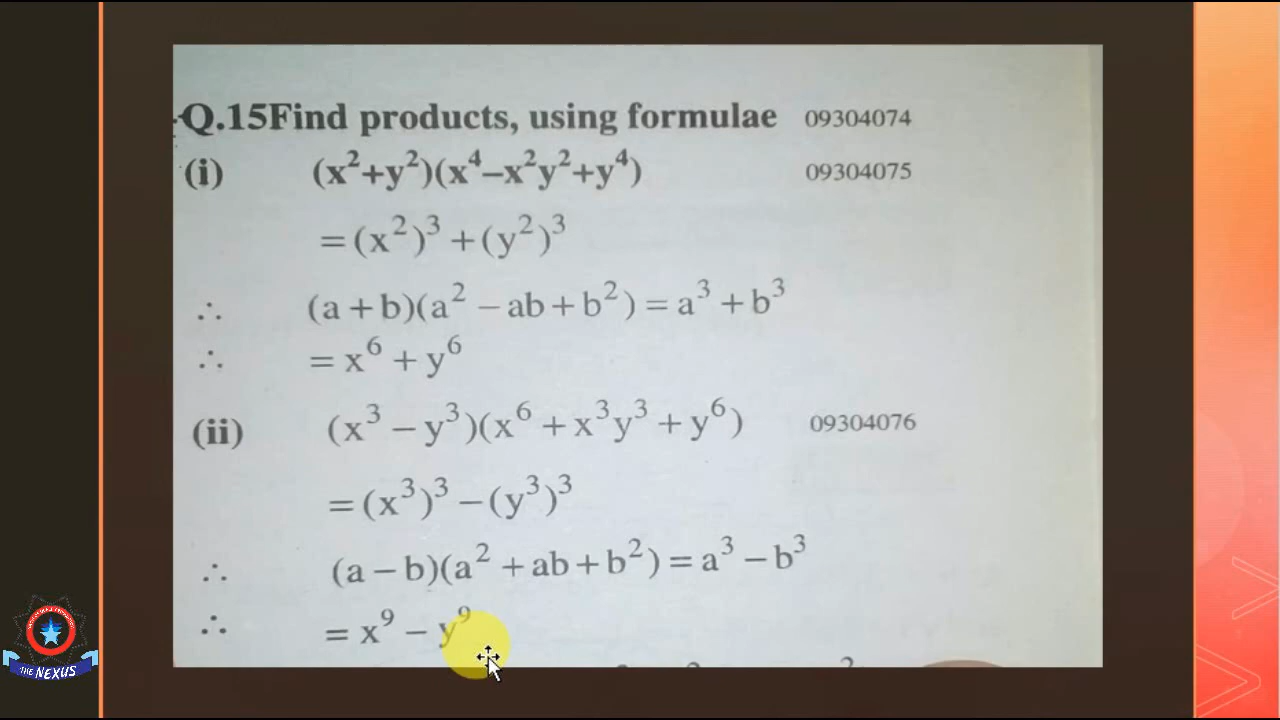 Q.15Find products, using formulae 09304074
(i) (x²+y²)(x⁴–x²y²+y⁴) 09304075
=(x²)³+(y²)³
∴ (a+b)(a²–ab+b²)=a³+b³
∴ =x⁶+y⁶
(ii) (x³–y³)(x⁶+x³y³+y⁶) 09304076
=(x³)³–(y³)³
∴ (a–b)(a²+ab+b²)=a³–b³
∴ =x⁹–y⁹
THE NEXUS